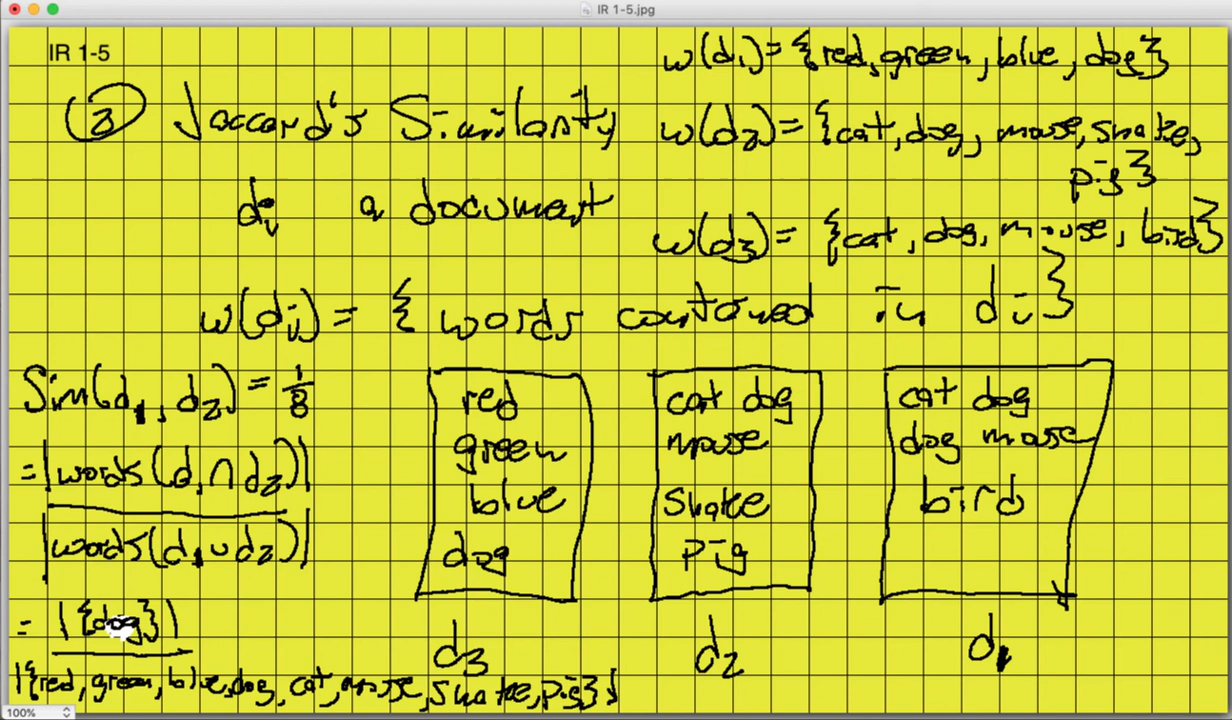 IR 1-5.jpg
IR 1-5
w(d1)= {red, green, blue, dog}
(2) Jaccard's Similarity
w(d2)= {cat, dog, mouse, snake,
pig}
di a document
w(d3)= {cat, dog, mouse, bird}
w(di)= { words contained in di}
Sim(d1, d2) = 1/8
= |words(d1 ∩ d2)|
|words(d1 ∪ d2)|
= |{dog}|
|{red, green, blue, dog, cat, mouse, snake, pig}|
red
green
blue
dog
d3
cat dog
mouse
snake
pig
d2
cat dog
dog mouse
bird
d1
100%